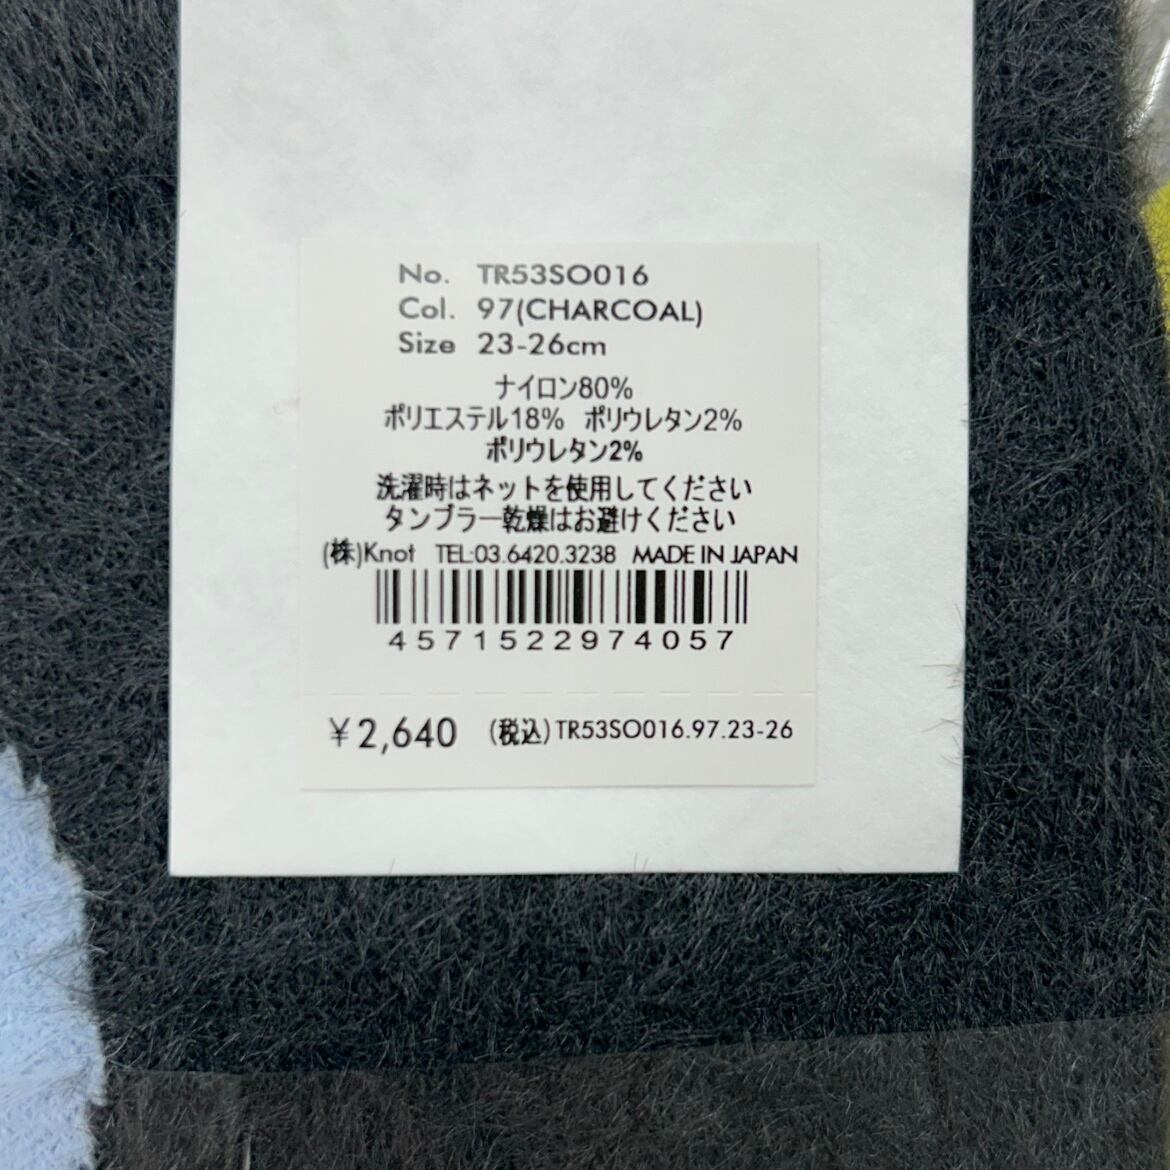 No. TR53SO016
Col. 97(CHARCOAL)
Size 23-26cm
ナイロン80%
ポリエステル18% ポリウレタン2%
ポリウレタン2%
洗濯時はネットを使用してください
タンブラー乾燥はお避けください
(株)Knot TEL:03.6420.3238 MADE IN JAPAN
4571522974057
¥2,640 (税込)TR53SO016.97.23-26